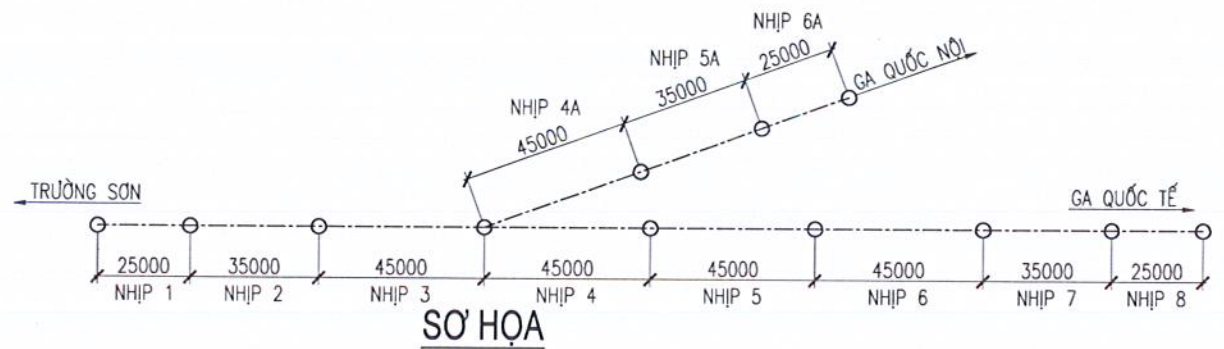 NHỊP 6A
25000
GA QUỐC NỘI
NHỊP 5A
35000
NHỊP 4A
45000
TRƯỜNG SƠN
GA QUỐC TẾ
25000 35000 45000 45000 45000 45000 35000 25000
NHỊP 1 NHỊP 2 NHỊP 3 NHỊP 4 NHỊP 5 NHỊP 6 NHỊP 7 NHỊP 8
SƠ HỌA